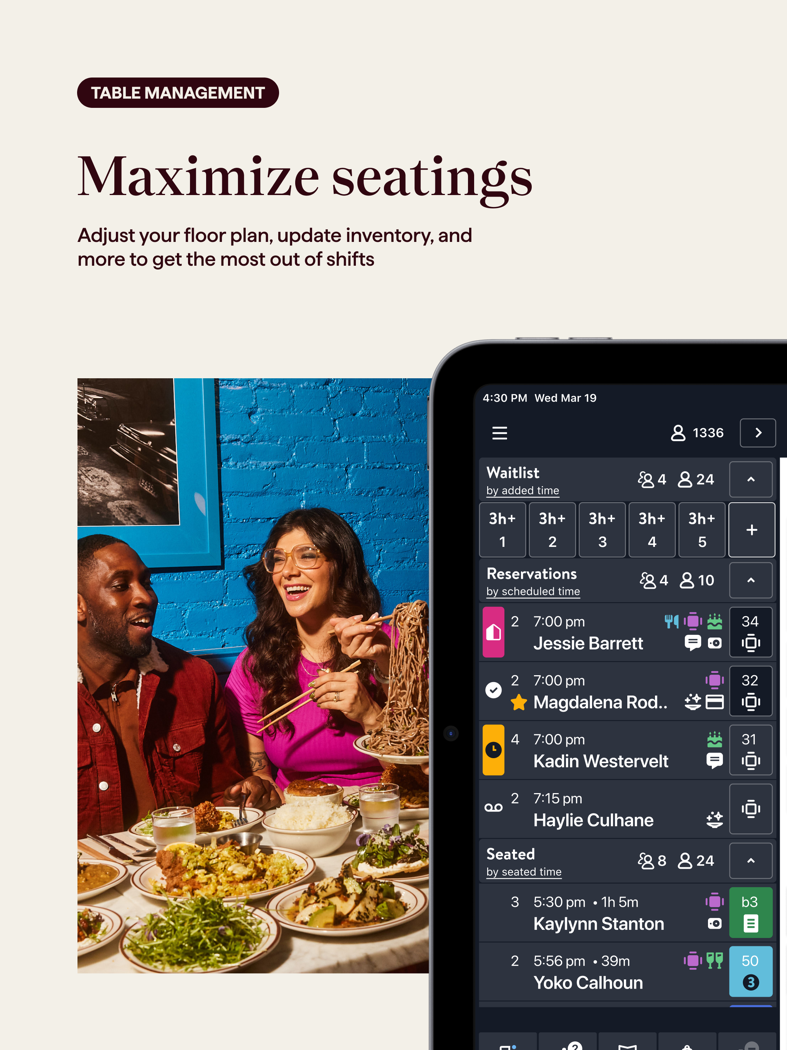 TABLE MANAGEMENT
Maximize seatings
Adjust your floor plan, update inventory, and
more to get the most out of shifts
4:30 PM Wed Mar 19
1336
Waitlist
by added time
4 24
3h+ 3h+ 3h+ 3h+ 3h+
1 2 3 4 5 +
Reservations
by scheduled time
4 10
2 7:00 pm 34
Jessie Barrett
2 7:00 pm 32
Magdalena Rod..
4 7:00 pm 31
Kadin Westervelt
2 7:15 pm
Haylie Culhane
Seated
by seated time
8 24
3 5:30 pm • 1h 5m b3
Kaylynn Stanton
2 5:56 pm • 39m 50
Yoko Calhoun 3
2